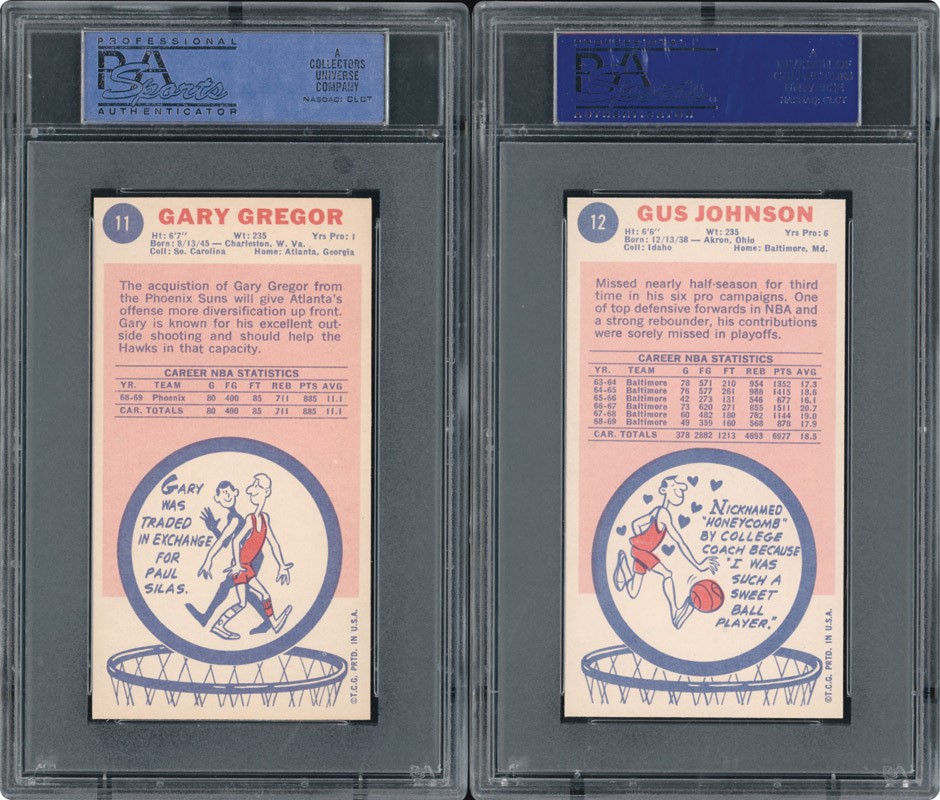 PROFESSIONAL
PSA
Sports
AUTHENTICATOR
A
COLLECTORS
UNIVERSE
COMPANY
NASDAQ: CLCT
11
GARY GREGOR
Ht: 6'7" Wt: 235 Yrs Pro: 1
Born: 8/13/45 — Charleston, W. Va.
Coll: So. Carolina Home: Atlanta, Georgia
The acquistion of Gary Gregor from
the Phoenix Suns will give Atlanta's
offense more diversification up front.
Gary is known for his excellent out-
side shooting and should help the
Hawks in that capacity.
CAREER NBA STATISTICS
YR. TEAM G FG FT REB PTS AVG
68-69 Phoenix 80 400 85 711 885 11.1
CAR. TOTALS 80 400 85 711 885 11.1
GARY
WAS
TRADED
IN EXCHANGE
FOR
PAUL
SILAS.
©T.C.G. PRTD. IN U.S.A.
PSA
Sports
NASDAQ: CLCT
12
GUS JOHNSON
Ht: 6'6" Wt: 235 Yrs Pro: 6
Born: 12/13/38 — Akron, Ohio
Coll: Idaho Home: Baltimore, Md.
Missed nearly half-season for third
time in his six pro campaigns. One
of top defensive forwards in NBA and
a strong rebounder, his contributions
were sorely missed in playoffs.
CAREER NBA STATISTICS
YR. TEAM G FG FT REB PTS AVG
63-64 Baltimore 78 571 210 954 1352 17.3
64-65 Baltimore 76 577 261 988 1415 18.6
65-66 Baltimore 42 273 131 546 677 16.1
66-67 Baltimore 73 620 271 855 1511 20.7
67-68 Baltimore 60 482 180 782 1144 19.0
68-69 Baltimore 49 359 160 568 878 17.9
CAR. TOTALS 378 2882 1213 4693 6977 18.5
NICKNAMED
"HONEYCOMB"
BY COLLEGE
COACH BECAUSE
"I WAS
SUCH A
SWEET
BALL
PLAYER."
©T.C.G. PRTD. IN U.S.A.